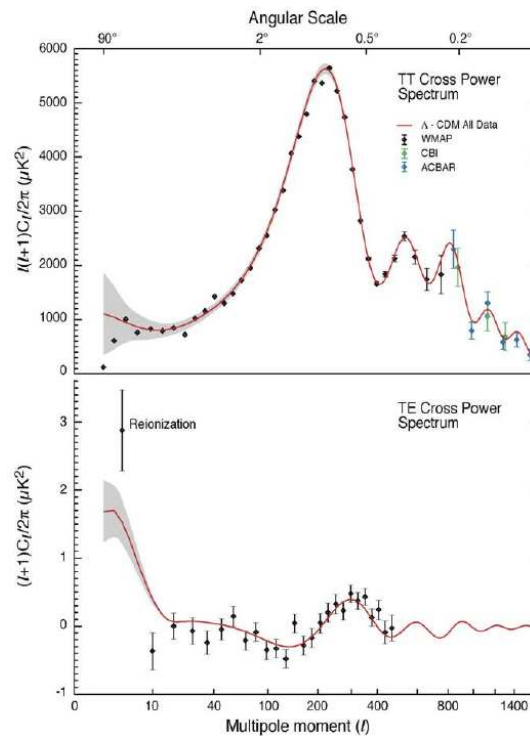 Angular Scale
90° 2° 0.5° 0.2°
6000
TT Cross Power
Spectrum
5000
Λ - CDM All Data
WMAP
CBI
ACBAR
4000
l(l+1)Cl/2π (μK2)
3000
2000
1000
0
TE Cross Power
Spectrum
3
Reionization
2
(l+1)Cl/2π (μK2)
1
0
-1
0 10 40 100 200 400 800 1400
Multipole moment (l)